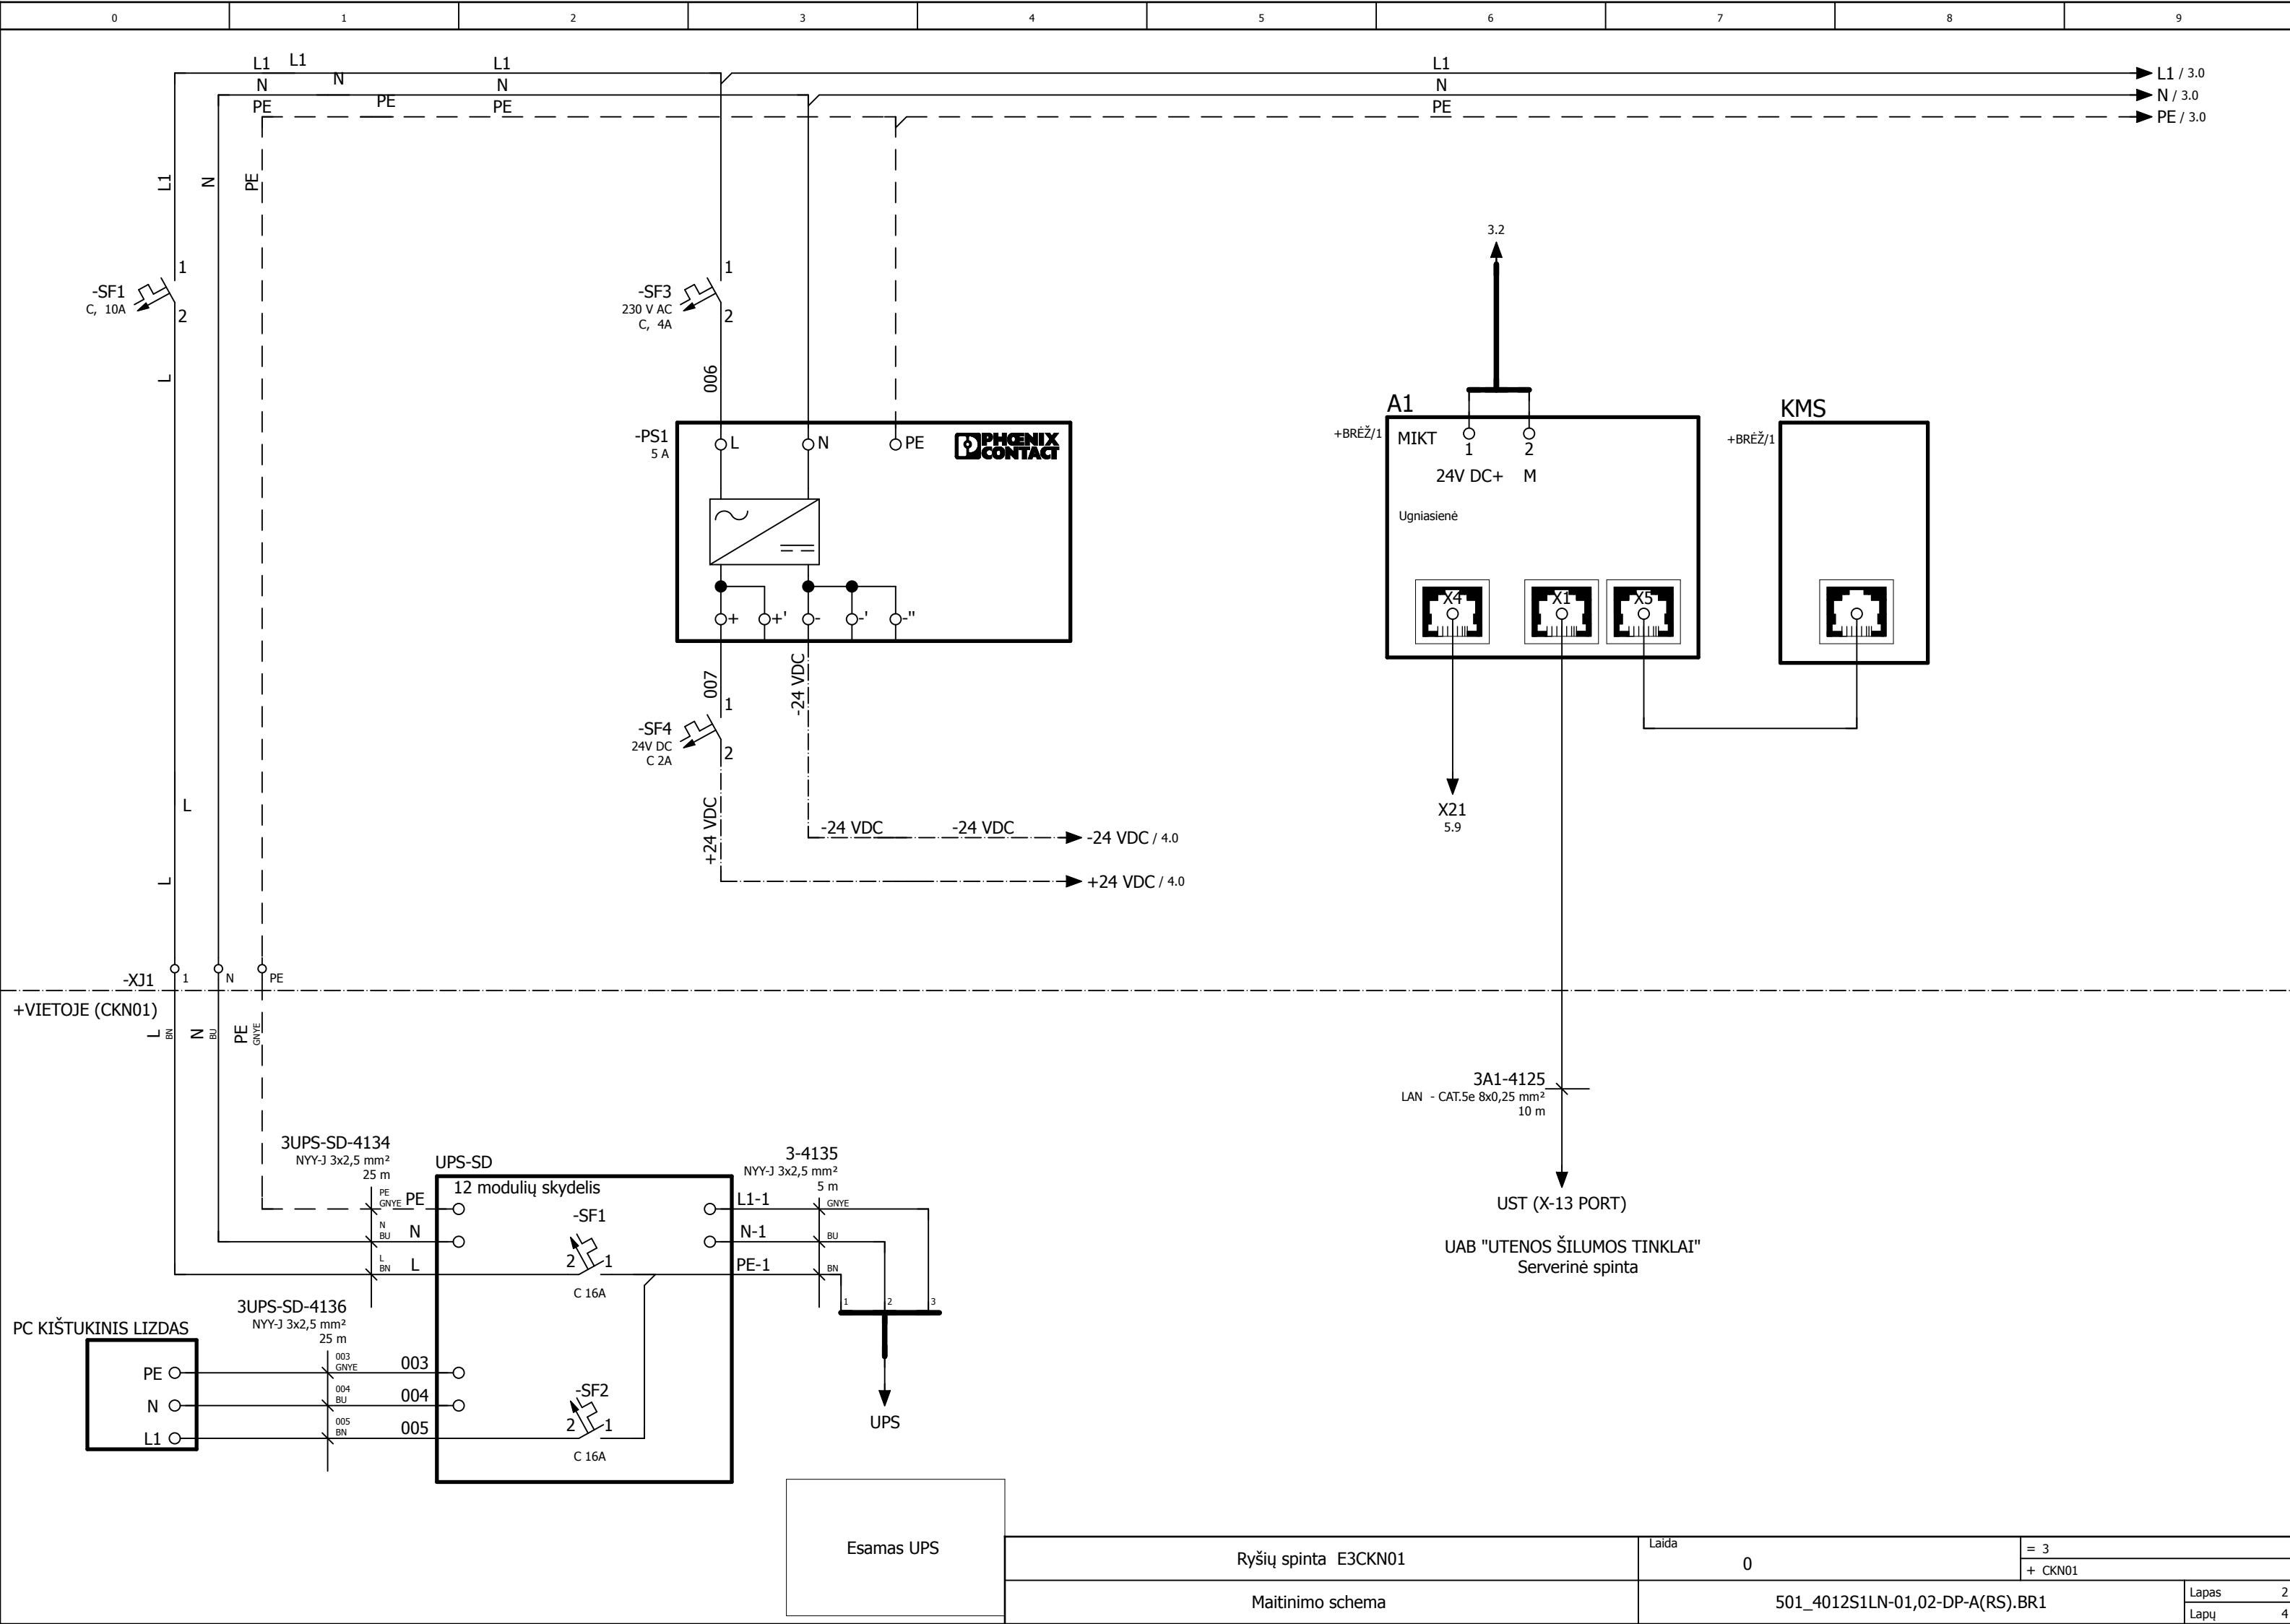 0 1 2 3 4 5 6 7 8 9
L1 L1 L1 L1 L1 / 3.0
N N N N N / 3.0
PE PE PE PE PE / 3.0
L1 N PE
3.2
1
-SF1
C, 10A
2
L
1
-SF3
230 V AC
C, 4A
2
006
-PS1
5 A
L N PE
PHŒNIX
CONTACT
+ +' - -' -"
007
-24 VDC
1
-SF4
24V DC
C 2A
2
+24 VDC
-24 VDC -24 VDC -24 VDC / 4.0
+24 VDC / 4.0
A1
+BRĖŽ/1
MIKT
1 2
24V DC+ M
Ugniasienė
X4 X1 X5
KMS
+BRĖŽ/1
X21
5.9
L
L
-XJ1 1 N PE
+VIETOJE (CKN01)
L BN N BU PE GNYE
3A1-4125
LAN - CAT.5e 8x0,25 mm²
10 m
UST (X-13 PORT)
UAB "UTENOS ŠILUMOS TINKLAI"
Serverinė spinta
3UPS-SD-4134
NYY-J 3x2,5 mm²
25 m
PE
GNYE PE
N
BU N
L
BN L
UPS-SD
12 modulių skydelis
-SF1
2 1
C 16A
3-4135
NYY-J 3x2,5 mm²
5 m
L1-1 GNYE
N-1 BU
PE-1 BN
1 2 3
UPS
3UPS-SD-4136
NYY-J 3x2,5 mm²
25 m
PC KIŠTUKINIS LIZDAS
PE
N
L1
003
GNYE 003
004
BU 004
005
BN 005
-SF2
2 1
C 16A
Esamas UPS
Ryšių spinta E3CKN01
Laida
0
= 3
+ CKN01
Maitinimo schema
501_4012S1LN-01,02-DP-A(RS).BR1
Lapas 2
Lapų 4